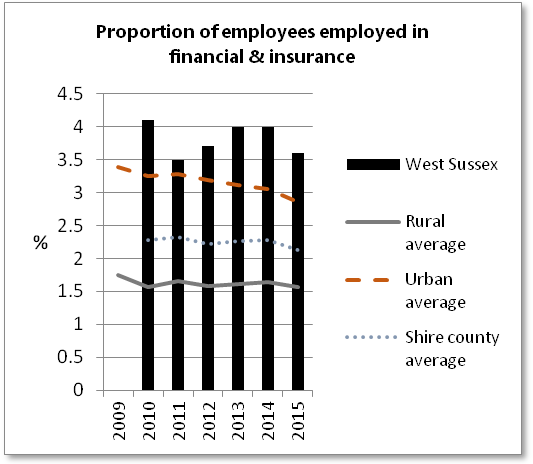 Proportion of employees employed in
financial & insurance
4.5
4
3.5
3
2.5
2
1.5
1
0.5
0
%
2009
2010
2011
2012
2013
2014
2015
West Sussex
Rural
average
Urban
average
Shire county
average